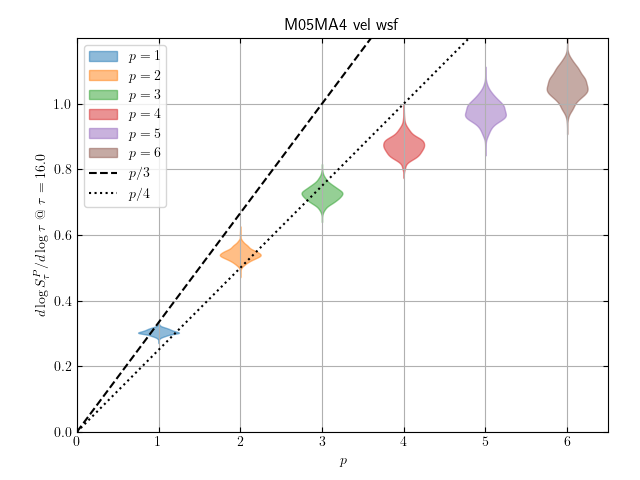 M05MA4 vel wsf
p = 1
p = 2
p = 3
p = 4
p = 5
p = 6
p/3
p/4
d log S_τ^P / d log τ @ τ = 16.0
1.0
0.8
0.6
0.4
0.2
0.0
0 1 2 3 4 5 6
p